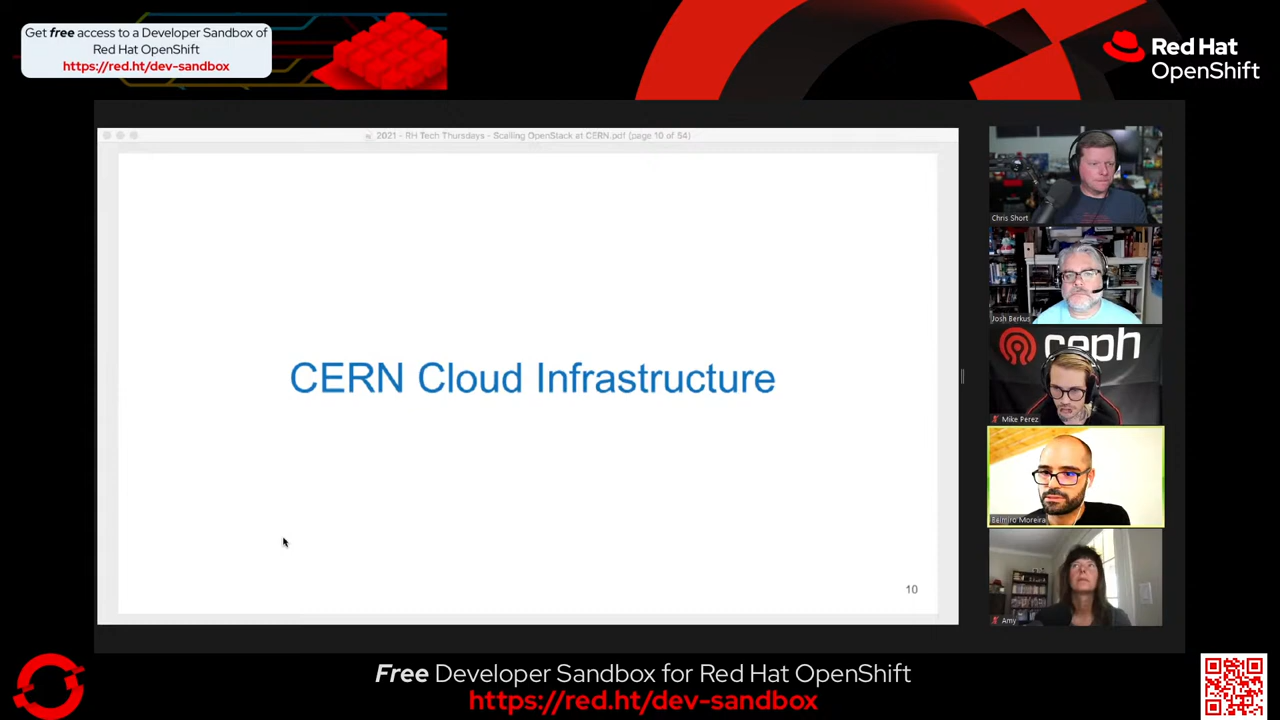 Get free access to a Developer Sandbox of
Red Hat OpenShift
https://red.ht/dev-sandbox
Red Hat
OpenShift
2021 - RH Tech Thursdays - Scaling OpenStack at CERN.pdf (page 10 of 54)
CERN Cloud Infrastructure
10
Chris Short
Josh Berkus
ceph
Mike Perez
Belmiro Moreira
Amy
Free Developer Sandbox for Red Hat OpenShift
https://red.ht/dev-sandbox